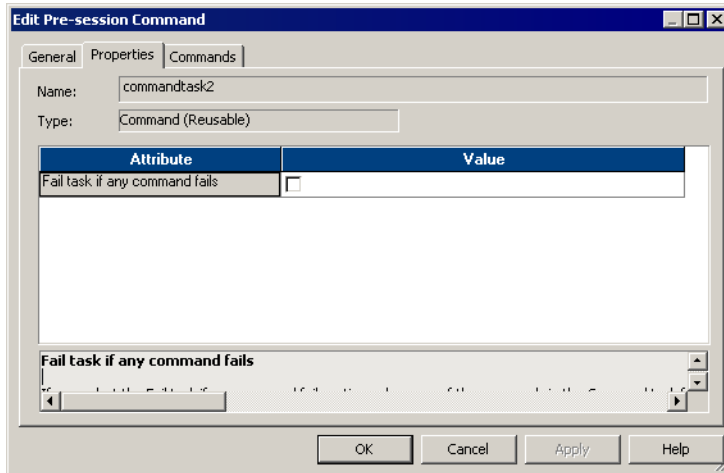 Edit Pre-session Command
General Properties Commands
Name: commandtask2
Type: Command (Reusable)
Attribute Value
Fail task if any command fails
Fail task if any command fails
OK Cancel Apply Help